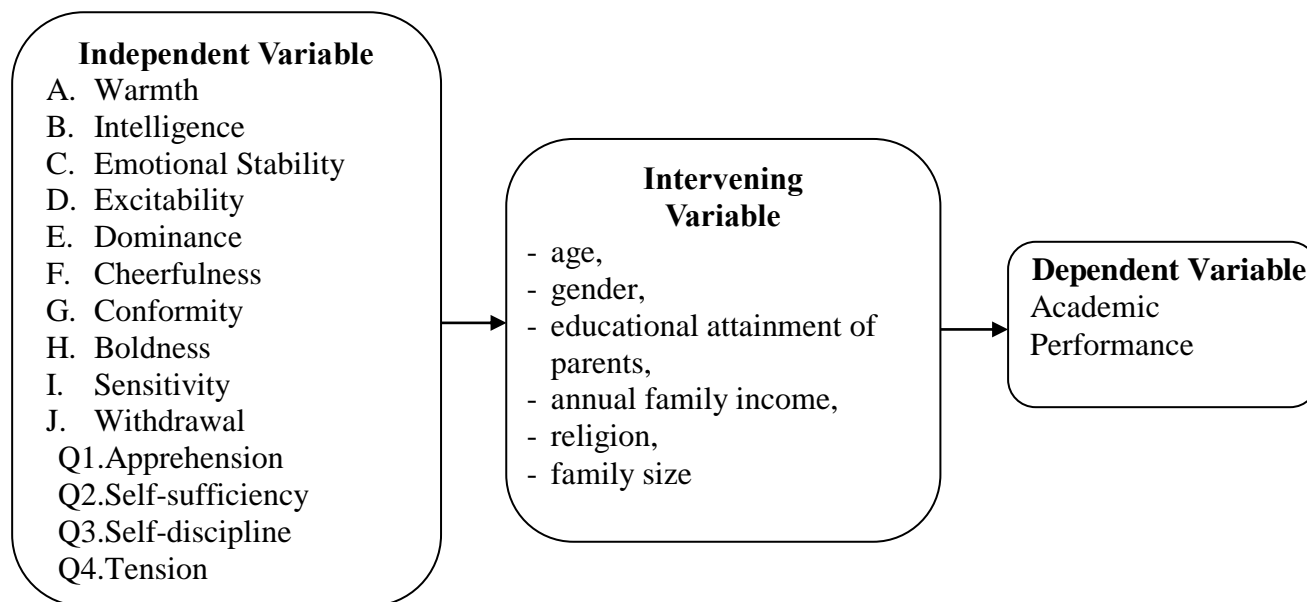 Independent Variable
A. Warmth
B. Intelligence
C. Emotional Stability
D. Excitability
E. Dominance
F. Cheerfulness
G. Conformity
H. Boldness
I. Sensitivity
J. Withdrawal
Q1.Apprehension
Q2.Self-sufficiency
Q3.Self-discipline
Q4.Tension
Intervening
Variable
- age,
- gender,
- educational attainment of
parents,
- annual family income,
- religion,
- family size
Dependent Variable
Academic
Performance